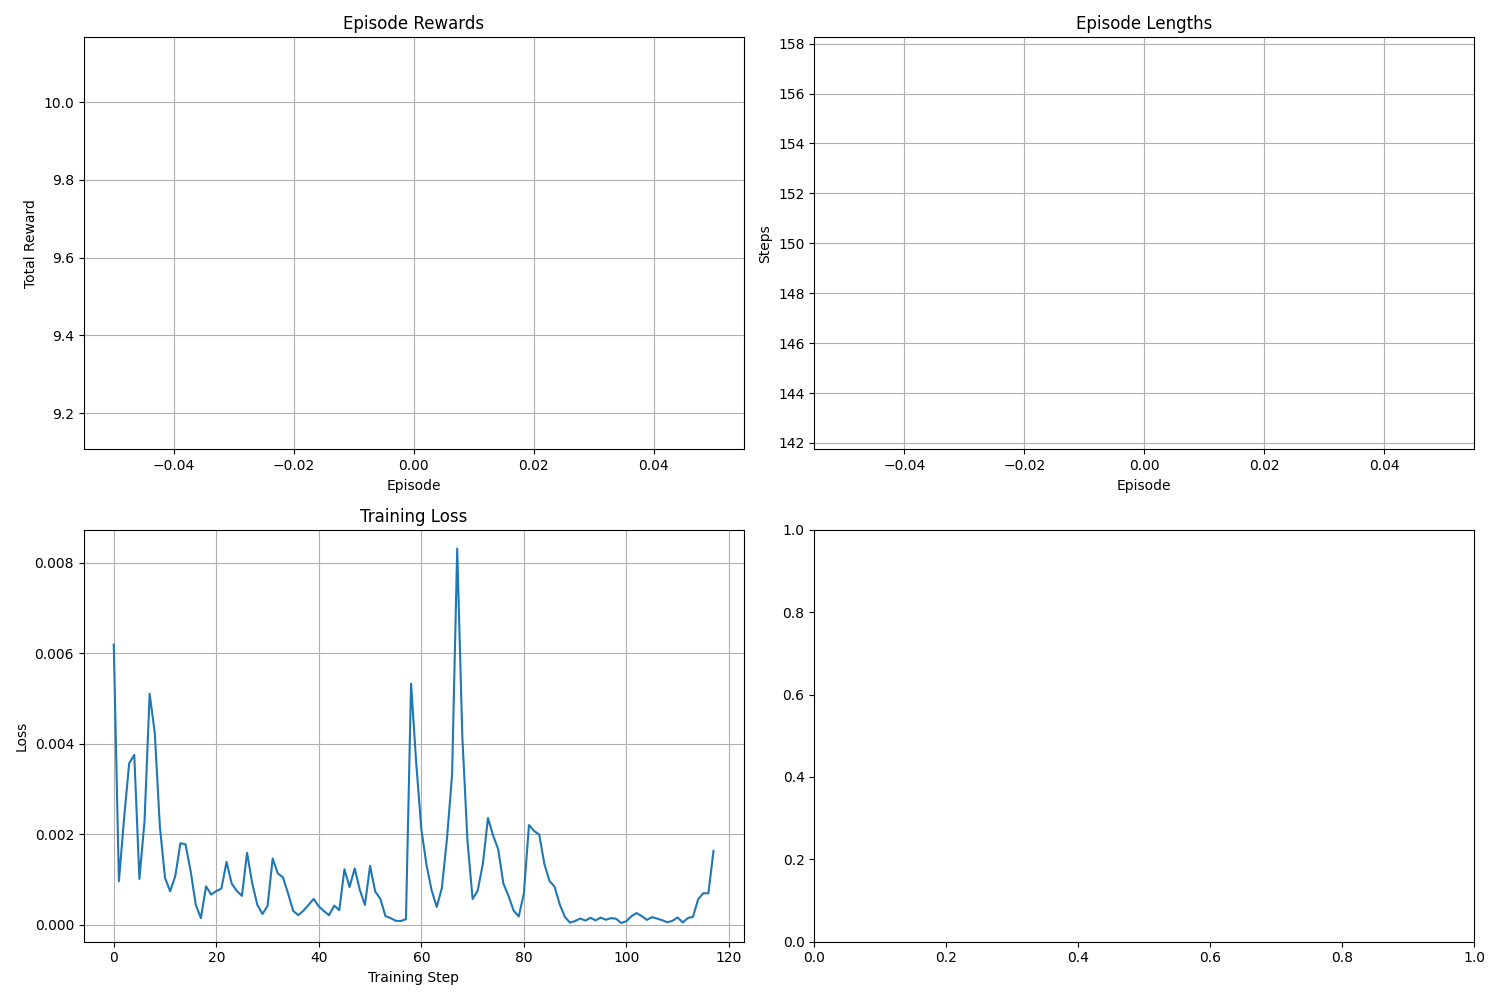 Episode Rewards
Total Reward
10.0
9.8
9.6
9.4
9.2
−0.04 −0.02 0.00 0.02 0.04
Episode
Episode Lengths
Steps
158
156
154
152
150
148
146
144
142
−0.04 −0.02 0.00 0.02 0.04
Episode
Training Loss
Loss
0.008
0.006
0.004
0.002
0.000
0 20 40 60 80 100 120
Training Step
1.0
0.8
0.6
0.4
0.2
0.0
0.0 0.2 0.4 0.6 0.8 1.0